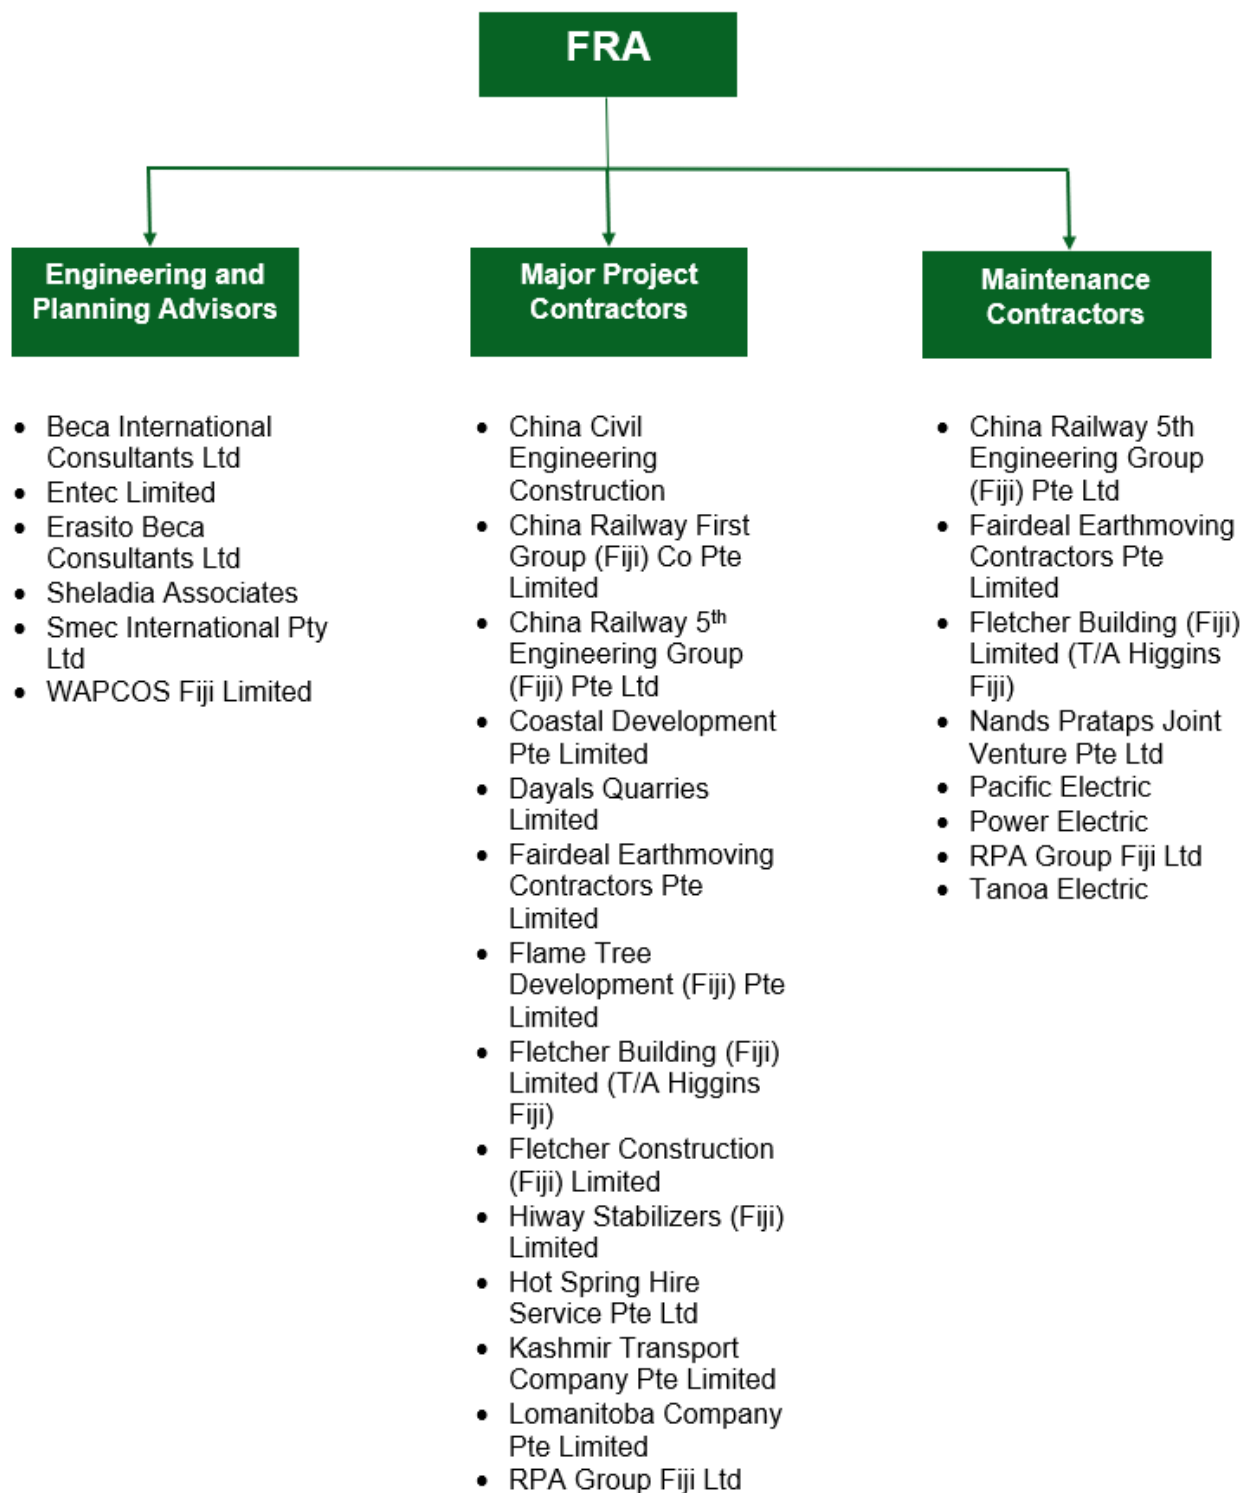 FRA
Engineering and
Planning Advisors
• Beca International
Consultants Ltd
• Entec Limited
• Erasito Beca
Consultants Ltd
• Sheladia Associates
• Smec International Pty
Ltd
• WAPCOS Fiji Limited
Major Project
Contractors
• China Civil
Engineering
Construction
• China Railway First
Group (Fiji) Co Pte
Limited
• China Railway 5th
Engineering Group
(Fiji) Pte Ltd
• Coastal Development
Pte Limited
• Dayals Quarries
Limited
• Fairdeal Earthmoving
Contractors Pte
Limited
• Flame Tree
Development (Fiji) Pte
Limited
• Fletcher Building (Fiji)
Limited (T/A Higgins
Fiji)
• Fletcher Construction
(Fiji) Limited
• Hiway Stabilizers (Fiji)
Limited
• Hot Spring Hire
Service Pte Ltd
• Kashmir Transport
Company Pte Limited
• Lomanitoba Company
Pte Limited
• RPA Group Fiji Ltd
Maintenance
Contractors
• China Railway 5th
Engineering Group
(Fiji) Pte Ltd
• Fairdeal Earthmoving
Contractors Pte
Limited
• Fletcher Building (Fiji)
Limited (T/A Higgins
Fiji)
• Nands Prataps Joint
Venture Pte Ltd
• Pacific Electric
• Power Electric
• RPA Group Fiji Ltd
• Tanoa Electric